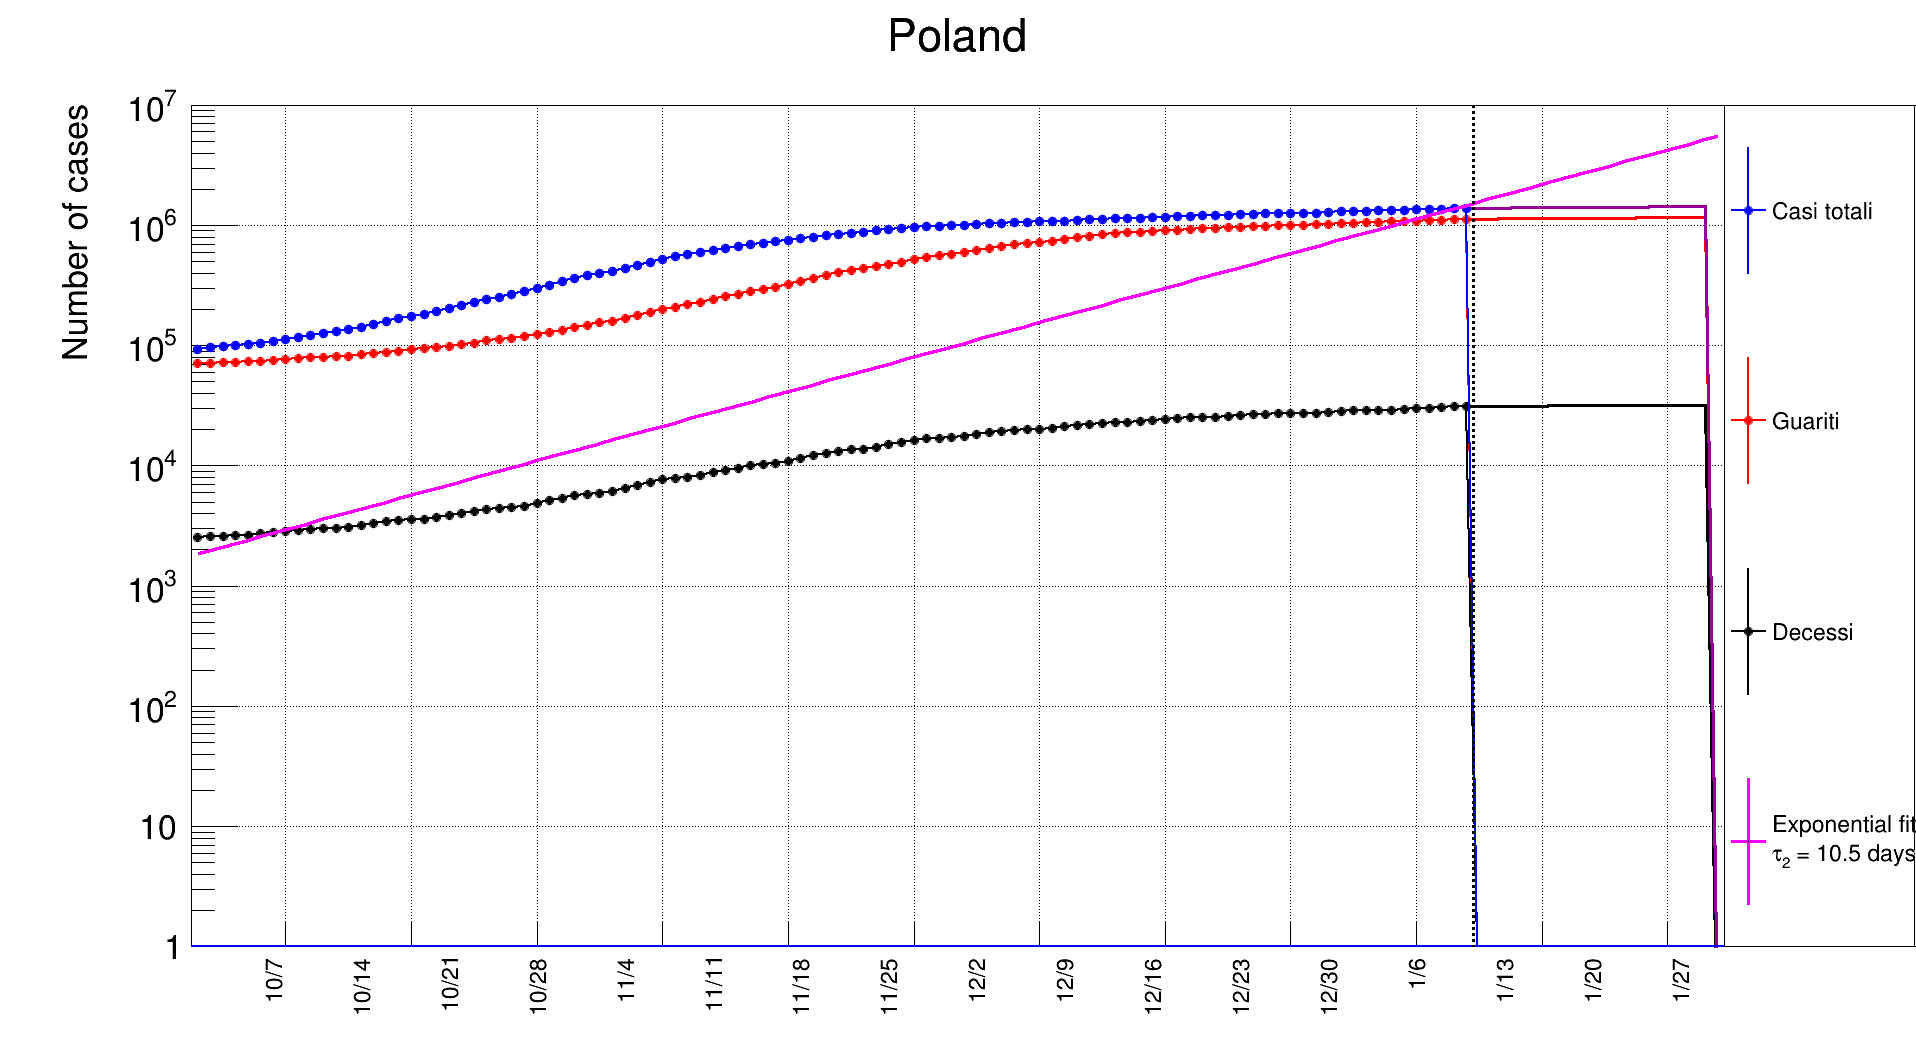 Poland
Number of cases
10^7
10^6
10^5
10^4
10^3
10^2
10
1
10/7 10/14 10/21 10/28 11/4 11/11 11/18 11/25 12/2 12/9 12/16 12/23 12/30 1/6 1/13 1/20 1/27
Casi totali
Guariti
Decessi
Exponential fit
τ₂ = 10.5 days